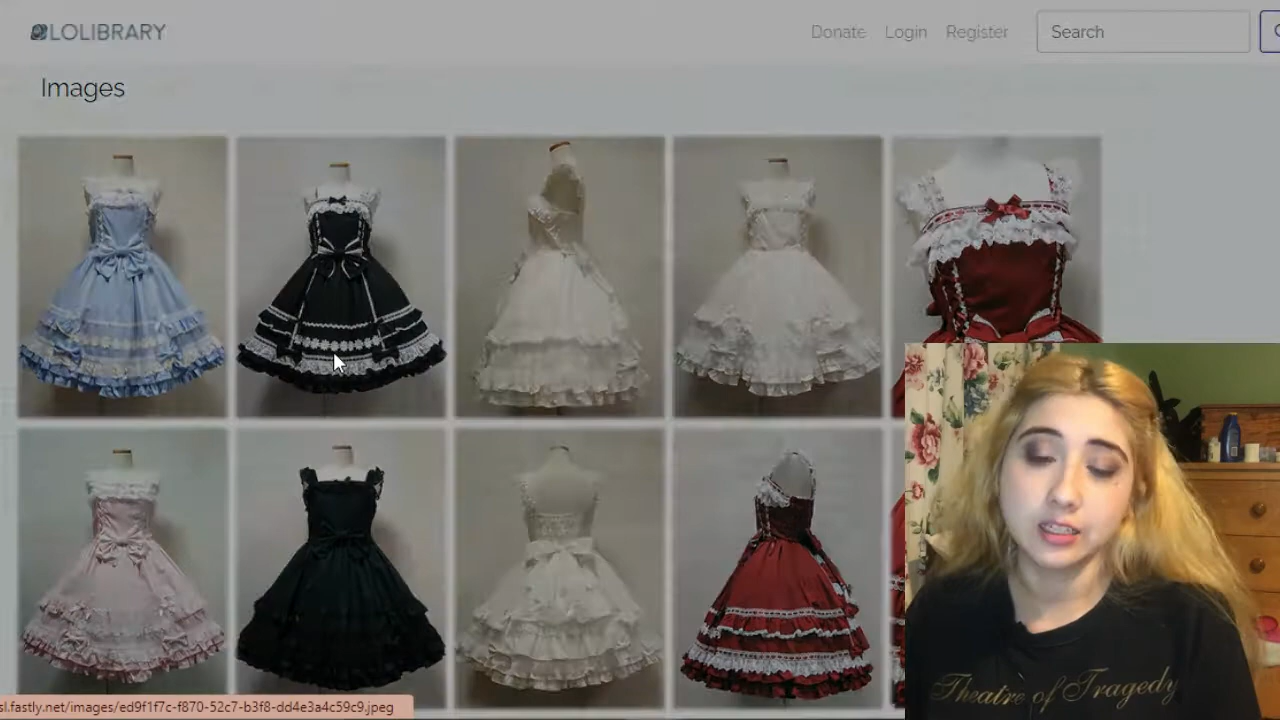 LOLIBRARY
Donate Login Register Search
Images
sl.fastly.net/images/ed9f1f7c-f870-52c7-b3f8-dd4e3a4c59c9.jpeg
Theatre of Tragedy